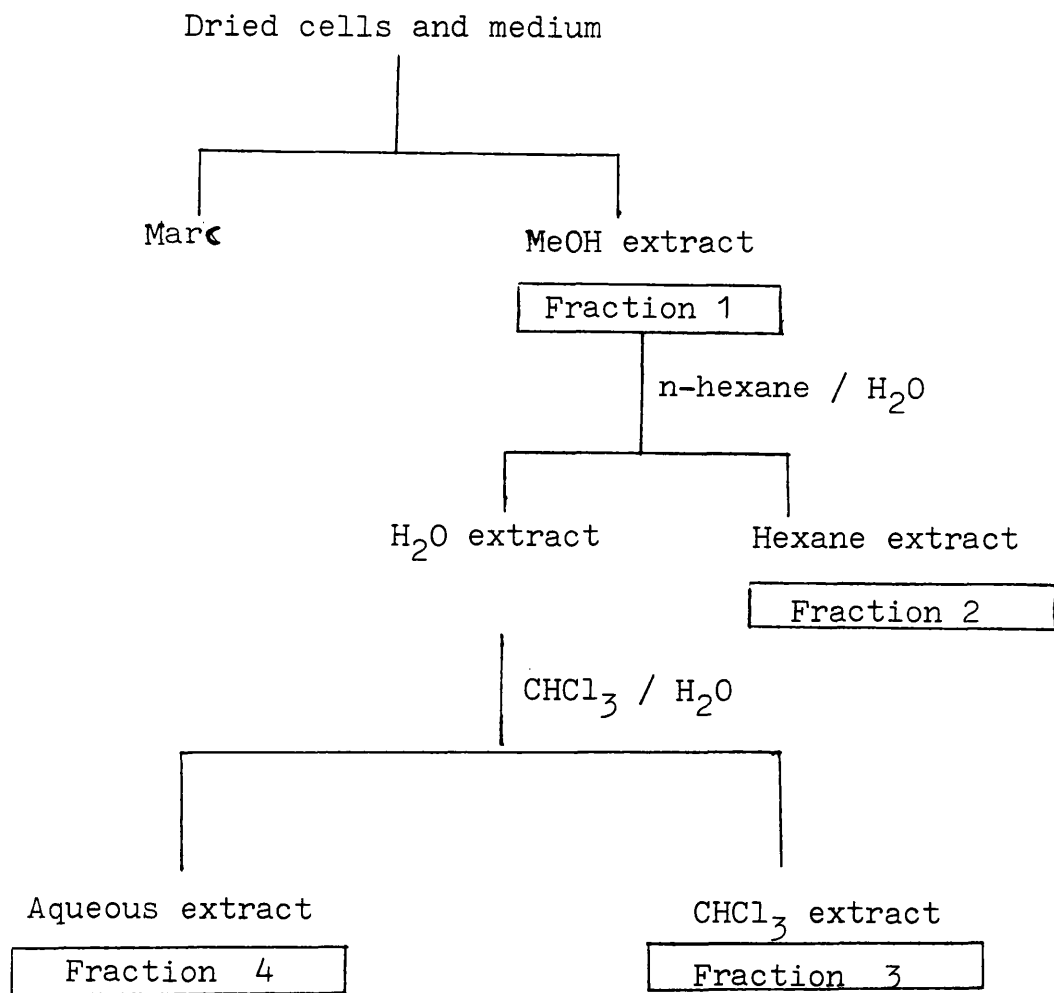 Dried cells and medium
Marc
MeOH extract
Fraction 1
n-hexane / H₂O
H₂O extract
Hexane extract
Fraction 2
CHCl₃ / H₂O
Aqueous extract
CHCl₃ extract
Fraction 4
Fraction 3